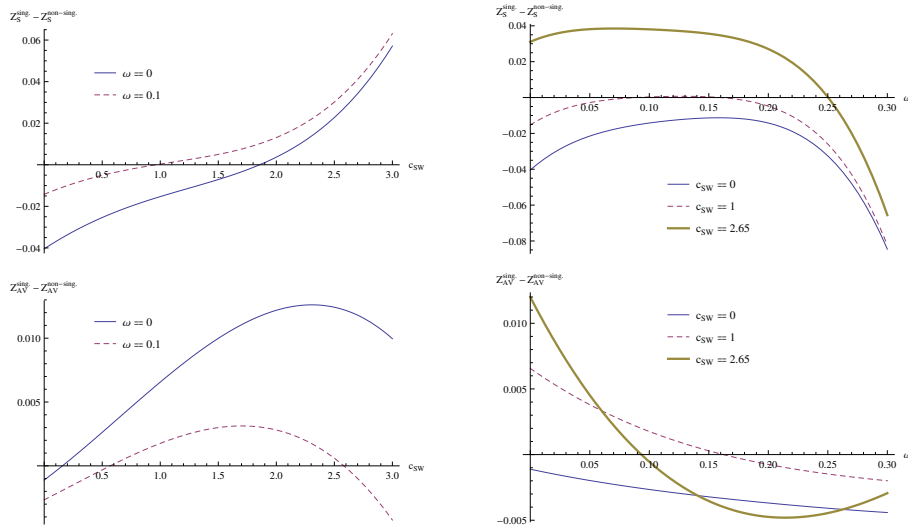 Z_S^sing. – Z_S^non-sing.
0.06
0.04
0.02
−0.02
−0.04
0.5 1.0 1.5 2.0 2.5 3.0
c_SW
ω == 0
ω == 0.1
Z_S^sing. – Z_S^non-sing.
0.04
0.02
−0.02
−0.04
−0.06
−0.08
0.05 0.10 0.15 0.20 0.25 0.30
ω
c_SW == 0
c_SW == 1
c_SW == 2.65
Z_AV^sing. – Z_AV^non-sing.
0.010
0.005
0.5 1.0 1.5 2.0 2.5 3.0
c_SW
ω == 0
ω == 0.1
Z_AV^sing. – Z_AV^non-sing.
0.010
0.005
−0.005
0.05 0.10 0.15 0.20 0.25 0.30
ω
c_SW == 0
c_SW == 1
c_SW == 2.65